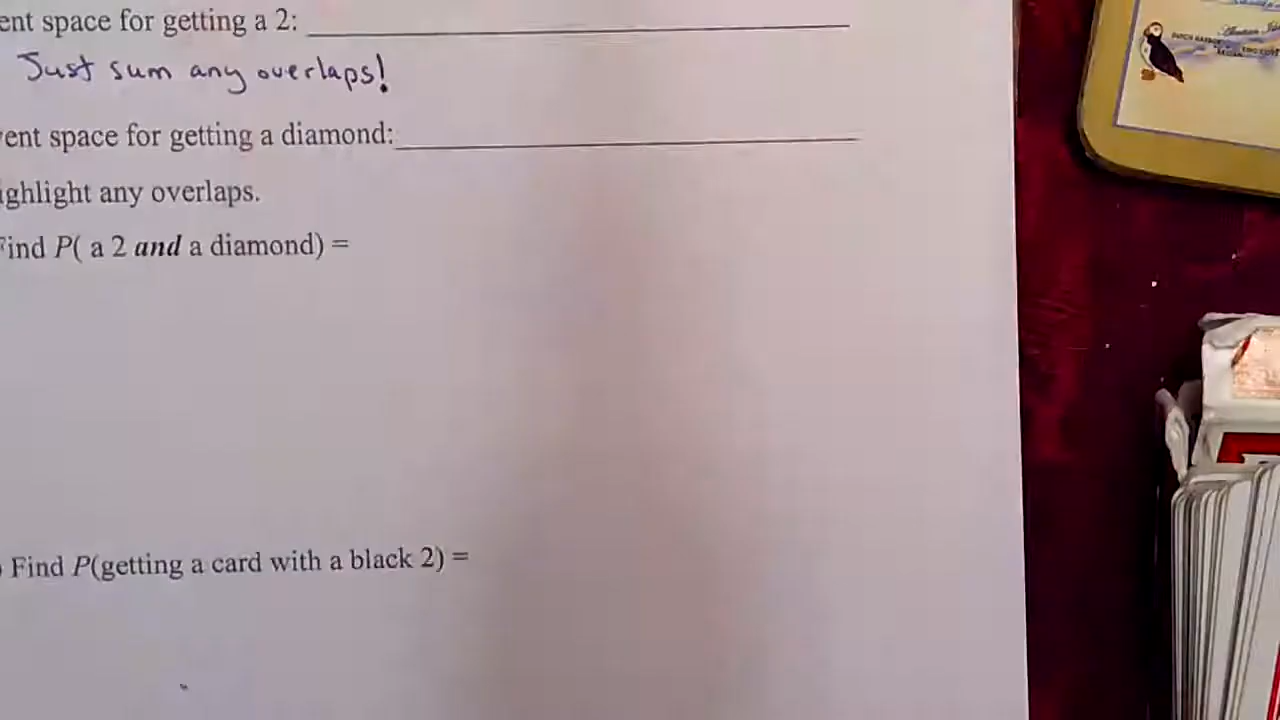 ent space for getting a 2:
Just sum any overlaps!
ent space for getting a diamond:
ighlight any overlaps.
Find P( a 2 and a diamond) =
Find P(getting a card with a black 2) =